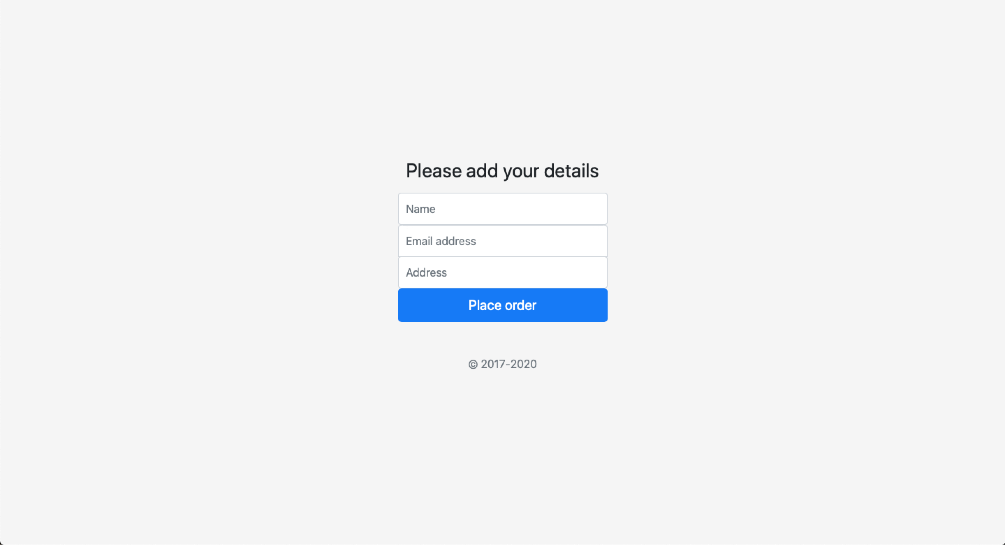 Please add your details
Name
Email address
Address
Place order
© 2017-2020